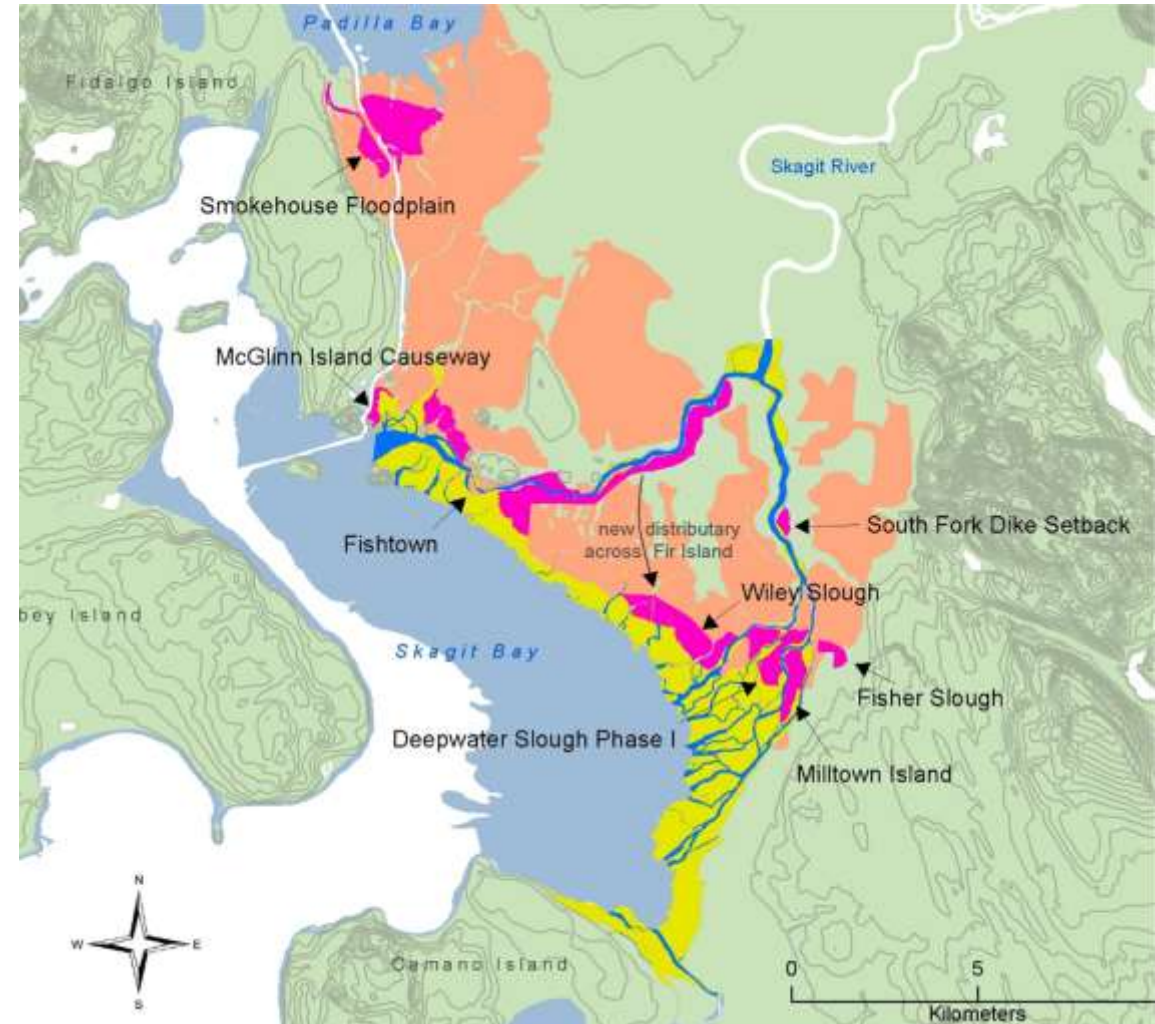 Padilla Bay
Fidalgo Island
Skagit River
Smokehouse Floodplain
McGlinn Island Causeway
South Fork Dike Setback
new distributary
across Fir Island
Fishtown
Wiley Slough
bey Island
Skagit Bay
Fisher Slough
Deepwater Slough Phase I
Milltown Island
N
W E
S
Camano Island
0 5
Kilometers